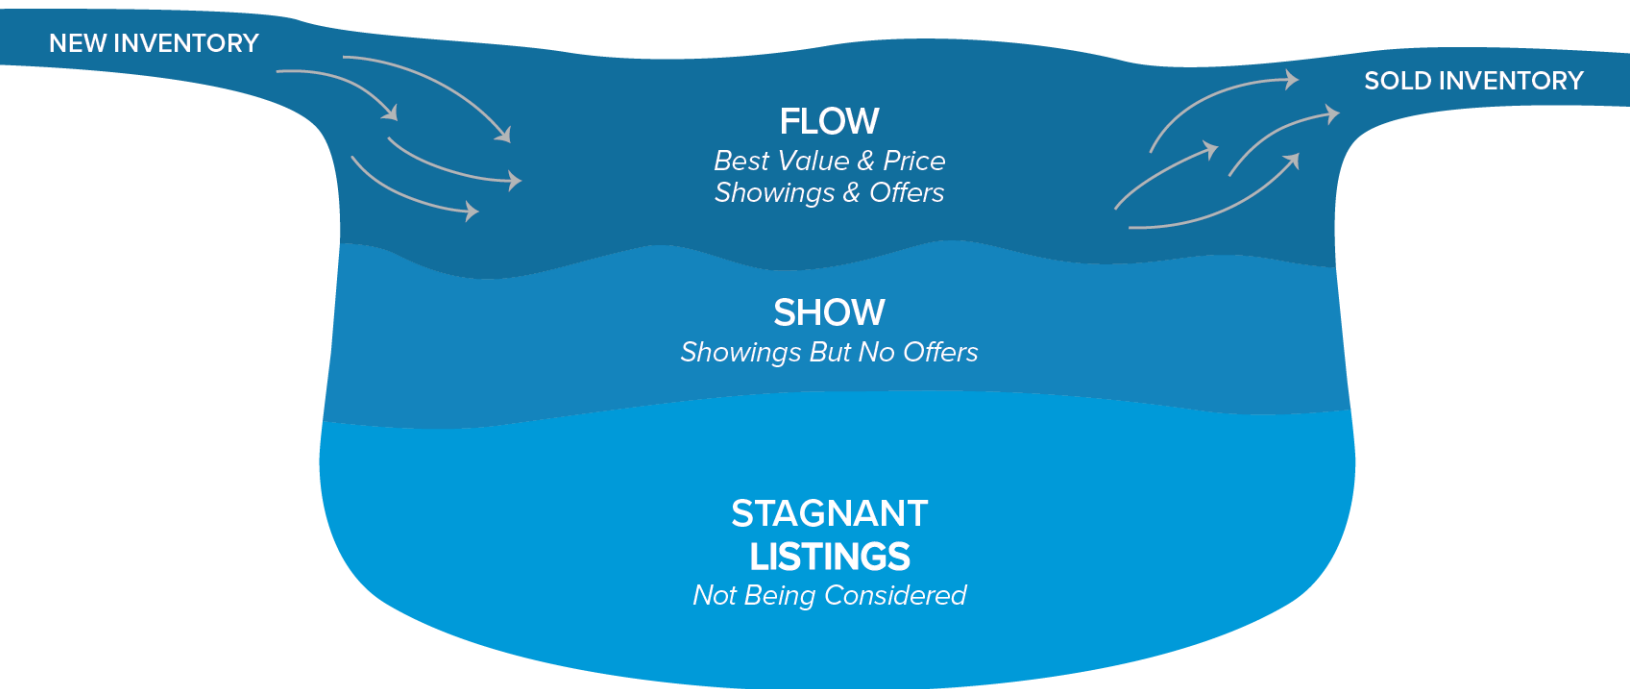 NEW INVENTORY
SOLD INVENTORY
FLOW
Best Value & Price
Showings & Offers
SHOW
Showings But No Offers
STAGNANT
LISTINGS
Not Being Considered